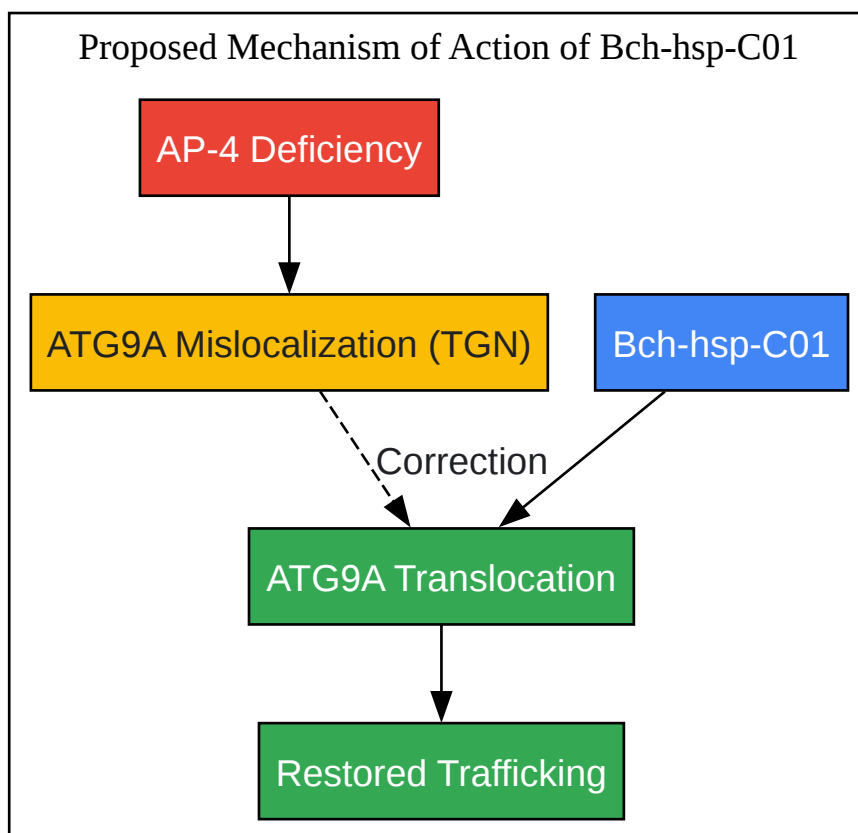 Proposed Mechanism of Action of Bch-hsp-C01
AP-4 Deficiency
ATG9A Mislocalization (TGN)
Bch-hsp-C01
Correction
ATG9A Translocation
Restored Trafficking